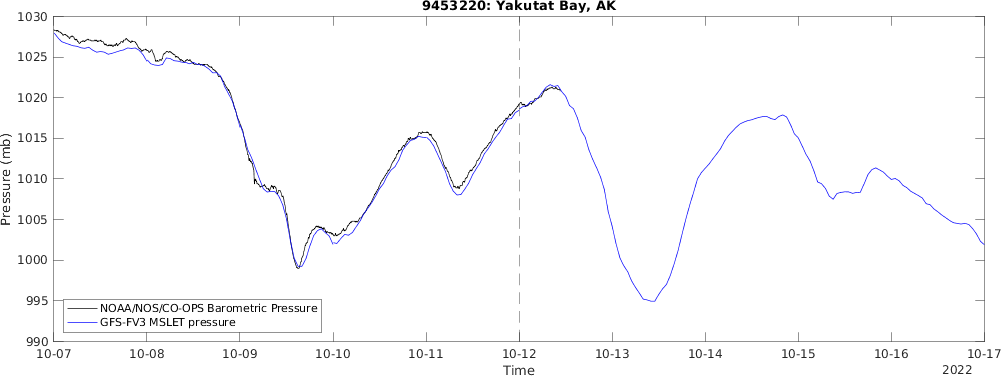 9453220: Yakutat Bay, AK
Pressure (mb)
1030
1025
1020
1015
1010
1005
1000
995
990
NOAA/NOS/CO-OPS Barometric Pressure
GFS-FV3 MSLET pressure
10-07 10-08 10-09 10-10 10-11 10-12 10-13 10-14 10-15 10-16 10-17
Time
2022